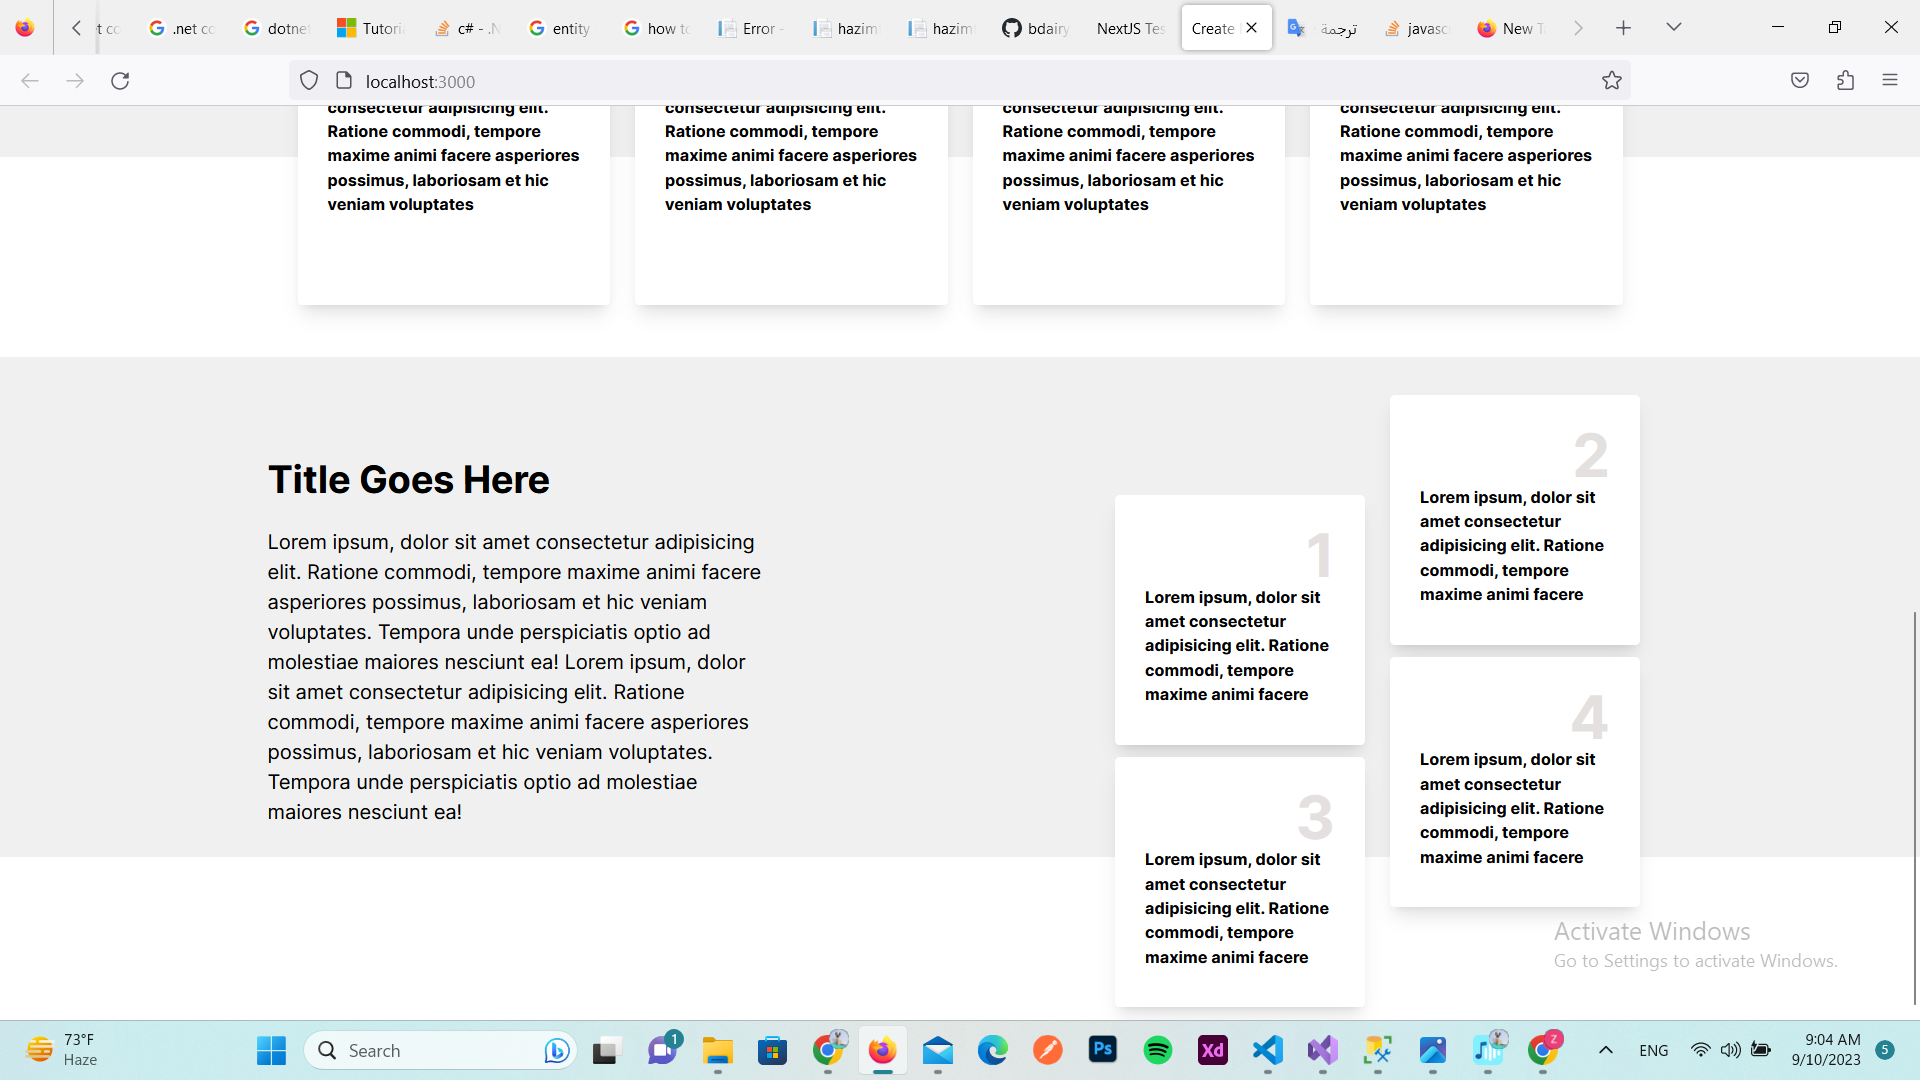 .net co
dotne
Tutori
c# - .N
entity
how to
Error -
hazim
hazim
bdairy
NextJS Tes
Create
ترجمة
javasc
New T
localhost:3000
consectetur adipisicing elit.
Ratione commodi, tempore
maxime animi facere asperiores
possimus, laboriosam et hic
veniam voluptates
consectetur adipisicing elit.
Ratione commodi, tempore
maxime animi facere asperiores
possimus, laboriosam et hic
veniam voluptates
consectetur adipisicing elit.
Ratione commodi, tempore
maxime animi facere asperiores
possimus, laboriosam et hic
veniam voluptates
consectetur adipisicing elit.
Ratione commodi, tempore
maxime animi facere asperiores
possimus, laboriosam et hic
veniam voluptates
Title Goes Here
Lorem ipsum, dolor sit amet consectetur adipisicing
elit. Ratione commodi, tempore maxime animi facere
asperiores possimus, laboriosam et hic veniam
voluptates. Tempora unde perspiciatis optio ad
molestiae maiores nesciunt ea! Lorem ipsum, dolor
sit amet consectetur adipisicing elit. Ratione
commodi, tempore maxime animi facere asperiores
possimus, laboriosam et hic veniam voluptates.
Tempora unde perspiciatis optio ad molestiae
maiores nesciunt ea!
1
Lorem ipsum, dolor sit
amet consectetur
adipisicing elit. Ratione
commodi, tempore
maxime animi facere
2
Lorem ipsum, dolor sit
amet consectetur
adipisicing elit. Ratione
commodi, tempore
maxime animi facere
3
Lorem ipsum, dolor sit
amet consectetur
adipisicing elit. Ratione
commodi, tempore
maxime animi facere
4
Lorem ipsum, dolor sit
amet consectetur
adipisicing elit. Ratione
commodi, tempore
maxime animi facere
Activate Windows
Go to Settings to activate Windows.
73°F
Haze
Search
1
Ps
Xd
Z
ENG
9:04 AM
9/10/2023
5